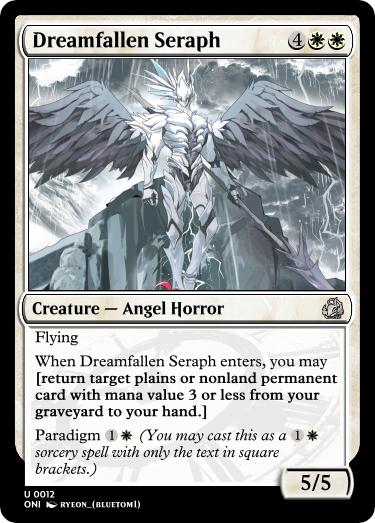 Dreamfallen Seraph 4
Creature — Angel Horror
Flying
When Dreamfallen Seraph enters, you may
[return target plains or nonland permanent
card with mana value 3 or less from your
graveyard to your hand.]
Paradigm 1 (You may cast this as a 1
sorcery spell with only the text in square
brackets.)
5/5
U 0012
ONI RYEON_(BLUETOM1)